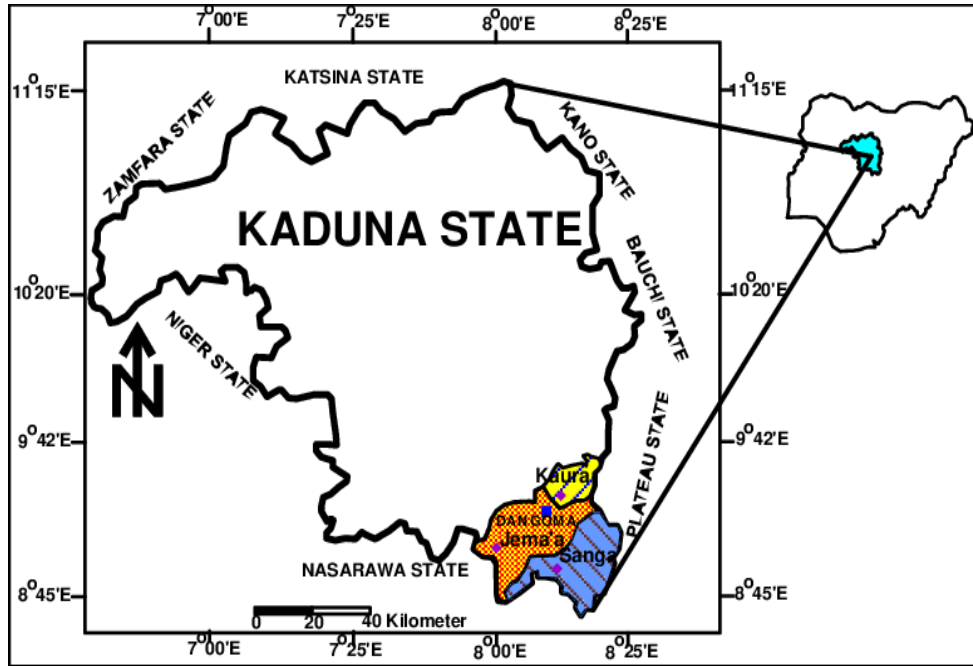 7°00'E 7°25'E 8°00'E 8°25'E
KATSINA STATE
11°15' 11°15'
ZAMFARA STATE
KANO STATE
KADUNA STATE
BAUCHI STATE
10°20'E 10°20'E
NIGER STATE
N
PLATEAU STATE
9°42'E 9°42'E
Kaura
DANGOMA
Jema'a
Sanga
NASARAWA STATE
8°45'E 8°45'E
0 20 40 Kilometer
7°00'E 7°25'E 8°00'E 8°25'E